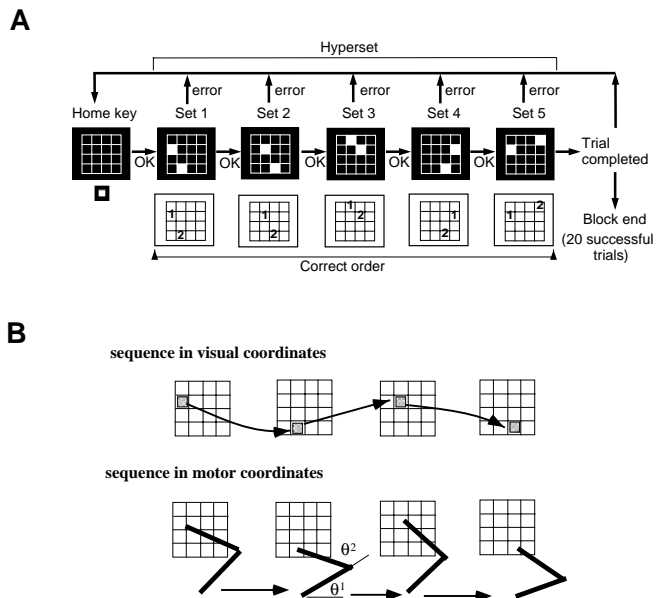 A
Hyperset
error error error error error
Home key Set 1 Set 2 Set 3 Set 4 Set 5
OK OK OK OK OK Trial completed
1 2 1 2 1 2 1 2 1 2
Block end
(20 successful trials)
Correct order
B
sequence in visual coordinates
sequence in motor coordinates
θ2
θ1